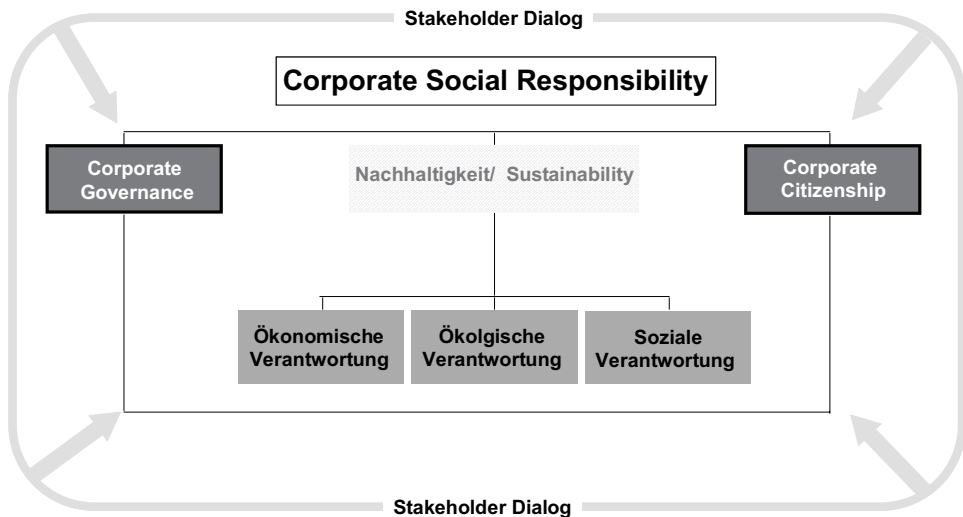 Stakeholder Dialog
Corporate Social Responsibility
Corporate
Governance
Nachhaltigkeit/ Sustainability
Corporate
Citizenship
Ökonomische
Verantwortung
Ökolgische
Verantwortung
Soziale
Verantwortung
Stakeholder Dialog